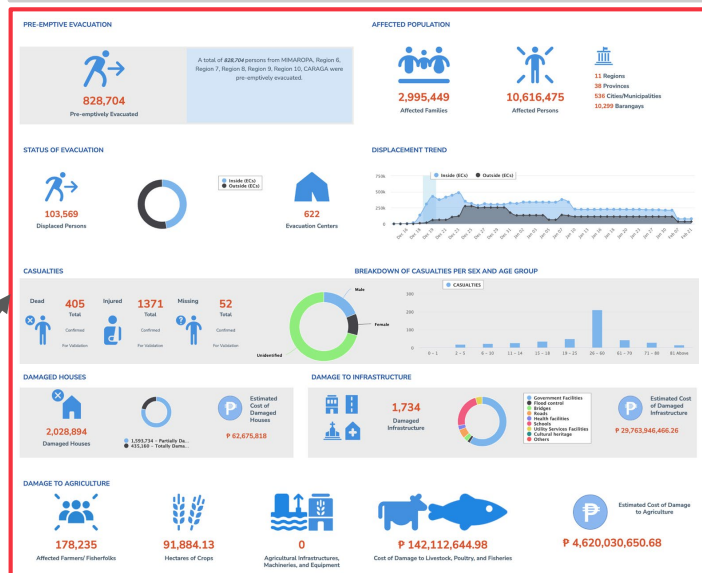 PRE-EMPTIVE EVACUATION
828,704
Pre-emptively Evacuated
A total of 828,704 persons from MIMAROPA, Region 6,
Region 7, Region 8, Region 9, Region 10, CARAGA were
pre-emptively evacuated.
AFFECTED POPULATION
2,995,449
Affected Families
10,616,475
Affected Persons
11 Regions
38 Provinces
536 Cities/Municipalities
10,299 Barangays
STATUS OF EVACUATION
103,569
Displaced Persons
Inside (ECs)
Outside (ECs)
622
Evacuation Centers
DISPLACEMENT TREND
Inside (ECs) Outside (ECs)
750k
500k
250k
0
CASUALTIES
Dead
405
Total
Confirmed
For Validation
Injured
1371
Total
Confirmed
For Validation
Missing
52
Total
Confirmed
For Validation
Male
Female
Unidentified
BREAKDOWN OF CASUALTIES PER SEX AND AGE GROUP
CASUALTIES
300
200
100
0
0 - 1 2 - 5 6 - 10 11 - 14 15 - 18 19 - 25 26 - 60 61 - 70 71 - 80 81 Above
DAMAGED HOUSES
2,028,894
Damaged Houses
1,593,734 - Partially Da...
435,160 - Totally Dama...
Estimated
Cost of
Damaged
Houses
₱ 62,675,818
DAMAGE TO INFRASTRUCTURE
1,734
Damaged
Infrastructure
Government Facilities
Flood control
Bridges
Roads
Health facilities
Schools
Utility Services Facilities
Cultural heritage
Others
Estimated Cost
of Damaged
Infrastructure
₱ 29,763,946,466.26
DAMAGE TO AGRICULTURE
178,235
Affected Farmers/ Fisherfolks
91,884.13
Hectares of Crops
0
Agricultural Infrastructures,
Machineries, and Equipment
₱ 142,112,644.98
Cost of Damage to Livestock, Poultry, and Fisheries
Estimated Cost of Damage
to Agriculture
₱ 4,620,030,650.68